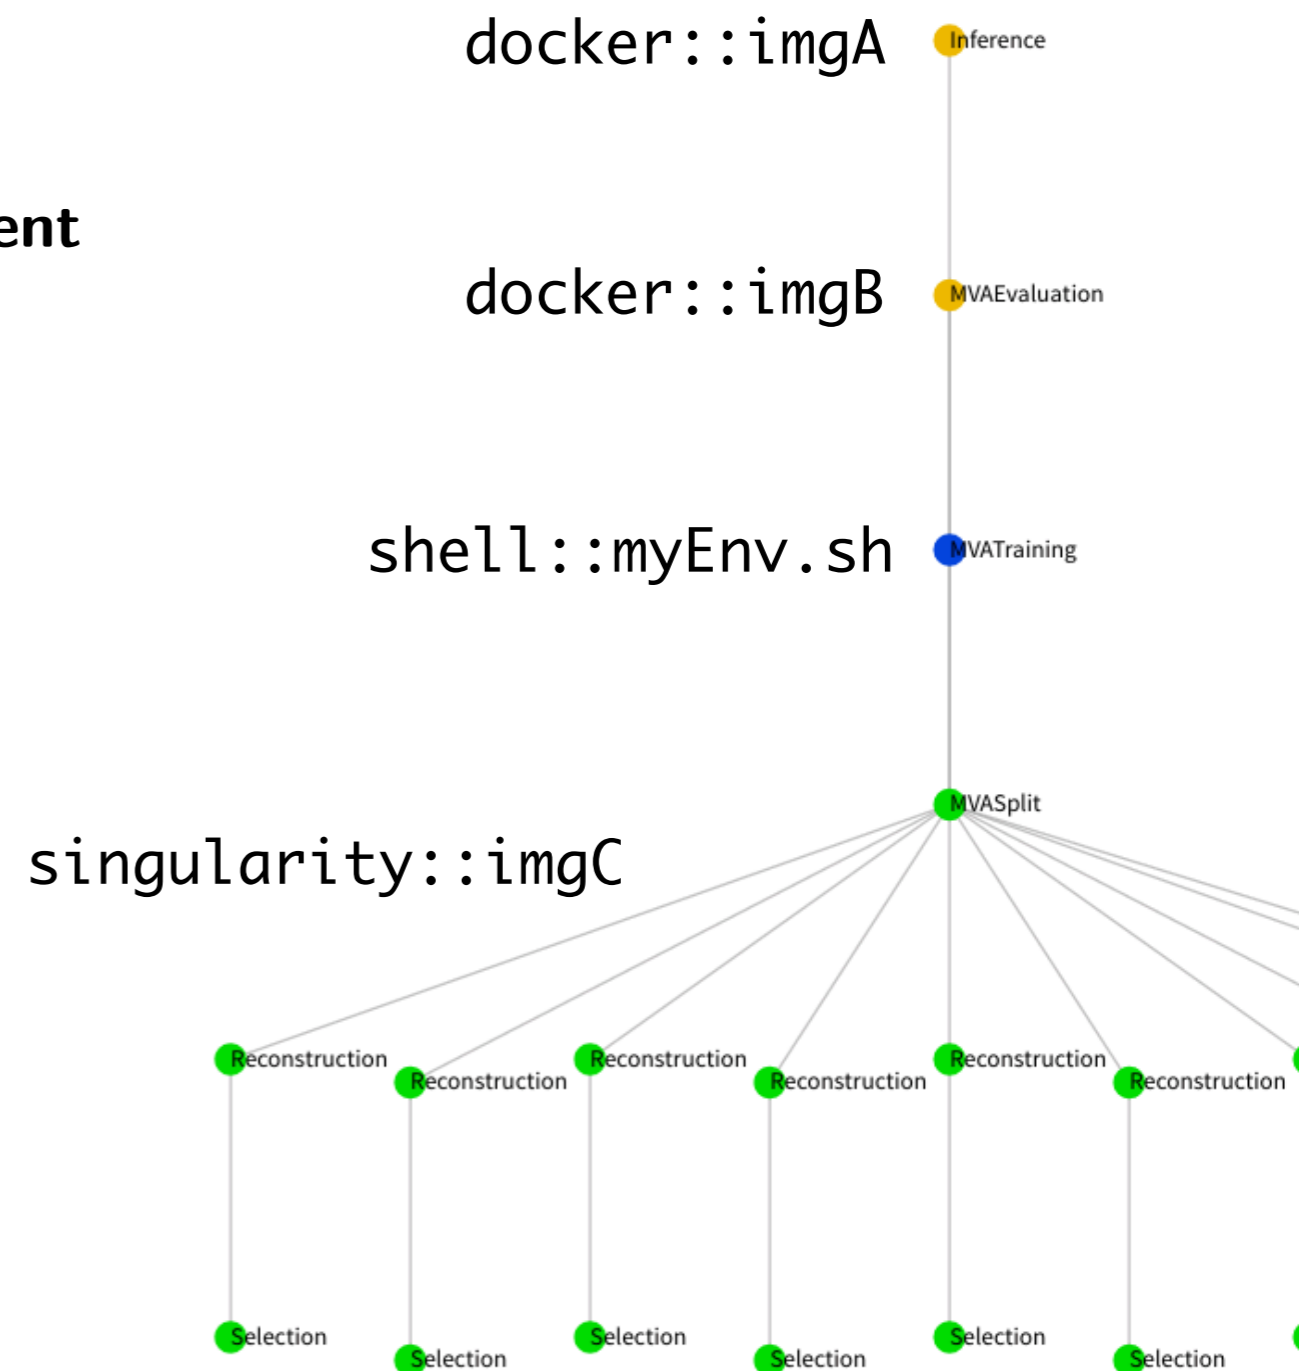 docker::imgA Inference
ent
docker::imgB MVAEvaluation
shell::myEnv.sh MVATraining
MVASplit
singularity::imgC
Reconstruction Reconstruction Reconstruction
Reconstruction Reconstruction Reconstruction
Selection Selection Selection
Selection Selection Selection